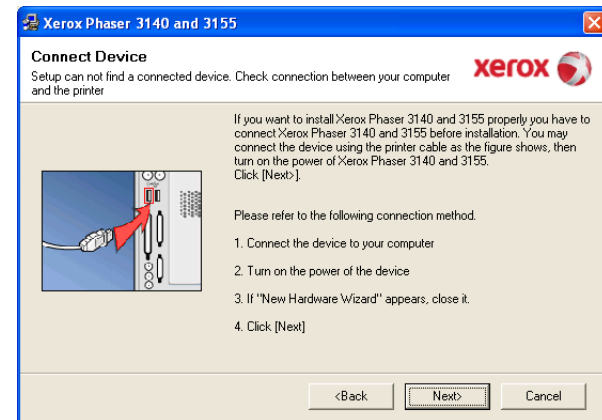 Xerox Phaser 3140 and 3155
Connect Device
Setup can not find a connected device. Check connection between your computer
and the printer
xerox
If you want to install Xerox Phaser 3140 and 3155 properly you have to
connect Xerox Phaser 3140 and 3155 before installation. You may
connect the device using the printer cable as the figure shows, then
turn on the power of Xerox Phaser 3140 and 3155.
Click [Next>].
Please refer to the following connection method.
1. Connect the device to your computer
2. Turn on the power of the device
3. If "New Hardware Wizard" appears, close it.
4. Click [Next]
<Back
Next>
Cancel